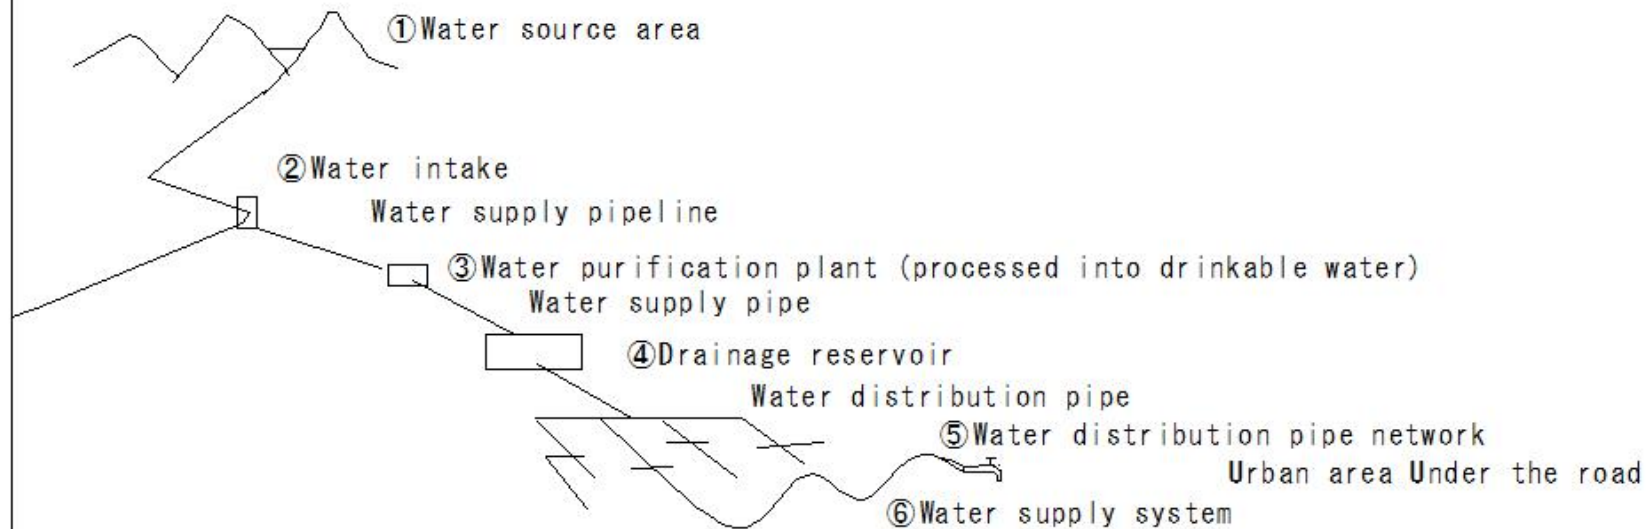 ①Water source area
②Water intake
Water supply pipeline
③Water purification plant (processed into drinkable water)
Water supply pipe
④Drainage reservoir
Water distribution pipe
⑤Water distribution pipe network
Urban area Under the road
⑥Water supply system